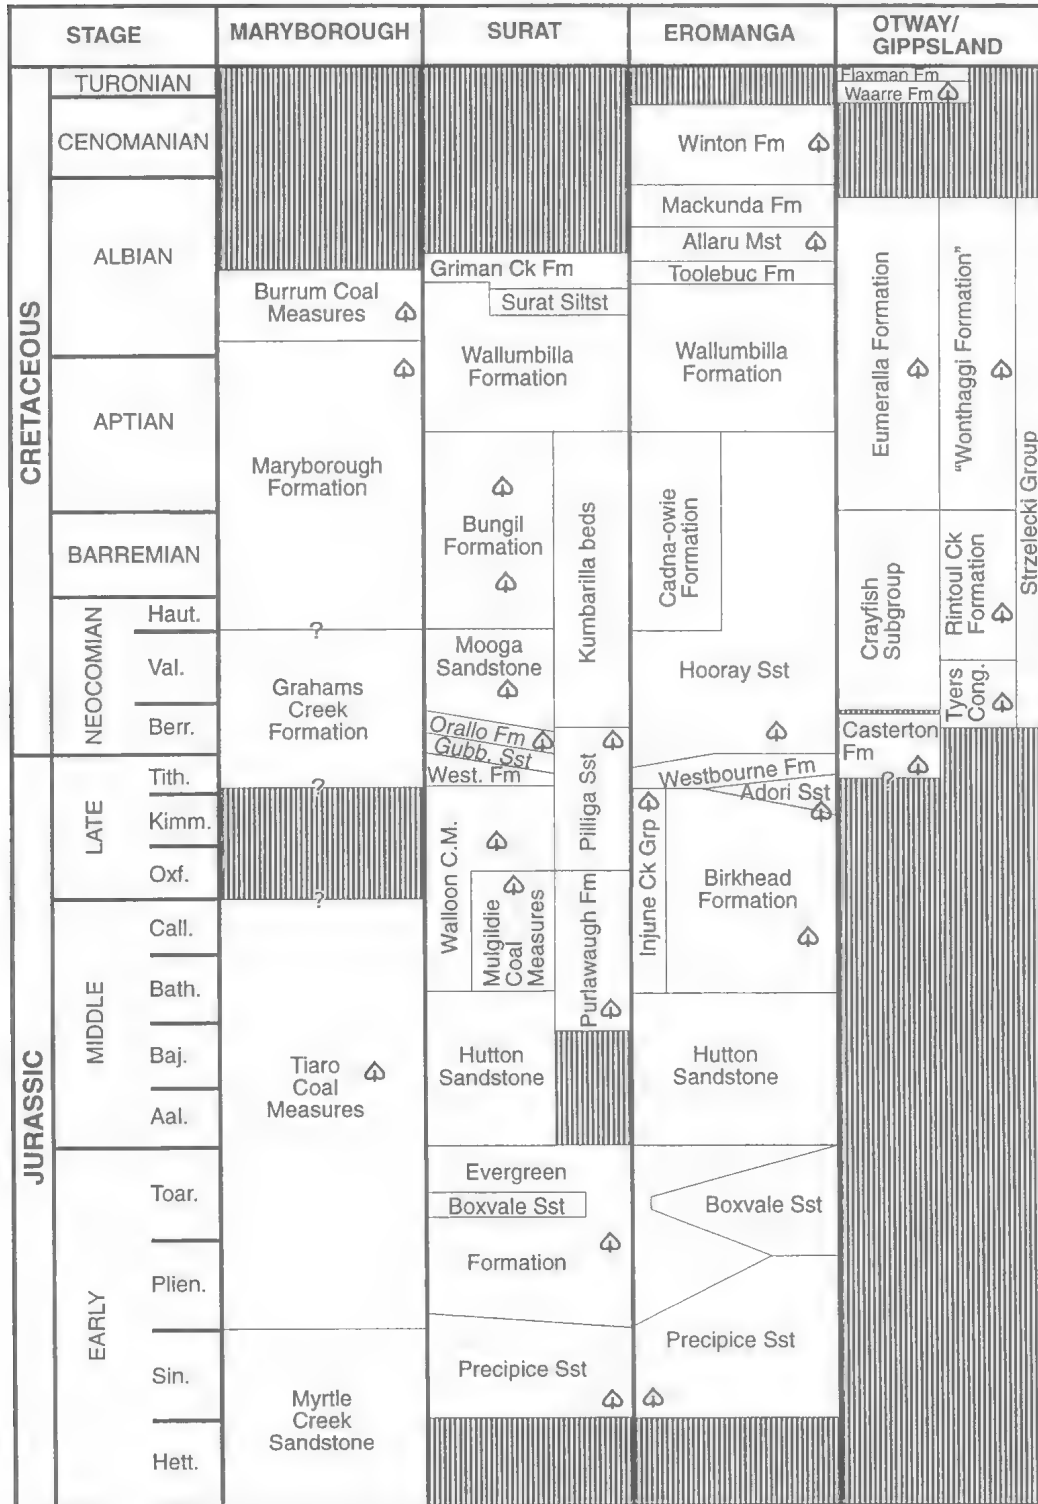 STAGE
MARYBOROUGH
SURAT
EROMANGA
OTWAY/
GIPPSLAND
CRETACEOUS
TURONIAN
CENOMANIAN
ALBIAN
APTIAN
BARREMIAN
NEOCOMIAN
Haut.
Val.
Berr.
JURASSIC
LATE
Tith.
Kimm.
Oxf.
MIDDLE
Call.
Bath.
Baj.
Aal.
EARLY
Toar.
Plien.
Sin.
Hett.
Burrum Coal
Measures
Maryborough
Formation
?
Grahams
Creek
Formation
?
?
Tiaro
Coal
Measures
Myrtle
Creek
Sandstone
Griman Ck Fm
Surat Siltst
Wallumbilla
Formation
Bungil
Formation
Kumbarilla beds
Mooga
Sandstone
Orallo Fm
Gubb. Sst
West. Fm
Pilliga Sst
Walloon C.M.
Mulgildie
Coal
Measures
Purlawaugh Fm
Hutton
Sandstone
Evergreen
Boxvale Sst
Formation
Precipice Sst
Winton Fm
Mackunda Fm
Allaru Mst
Toolebuc Fm
Wallumbilla
Formation
Cadna-owie
Formation
Hooray Sst
Westbourne Fm
Adori Sst
Injune Ck Grp
Birkhead
Formation
Hutton
Sandstone
Boxvale Sst
Precipice Sst
Flaxman Fm
Waarre Fm
Eumeralla Formation
"Wonthaggi Formation"
Strzelecki Group
Crayfish
Subgroup
Rintoul Ck
Formation
Tyers
Cong.
Casterton
Fm
?